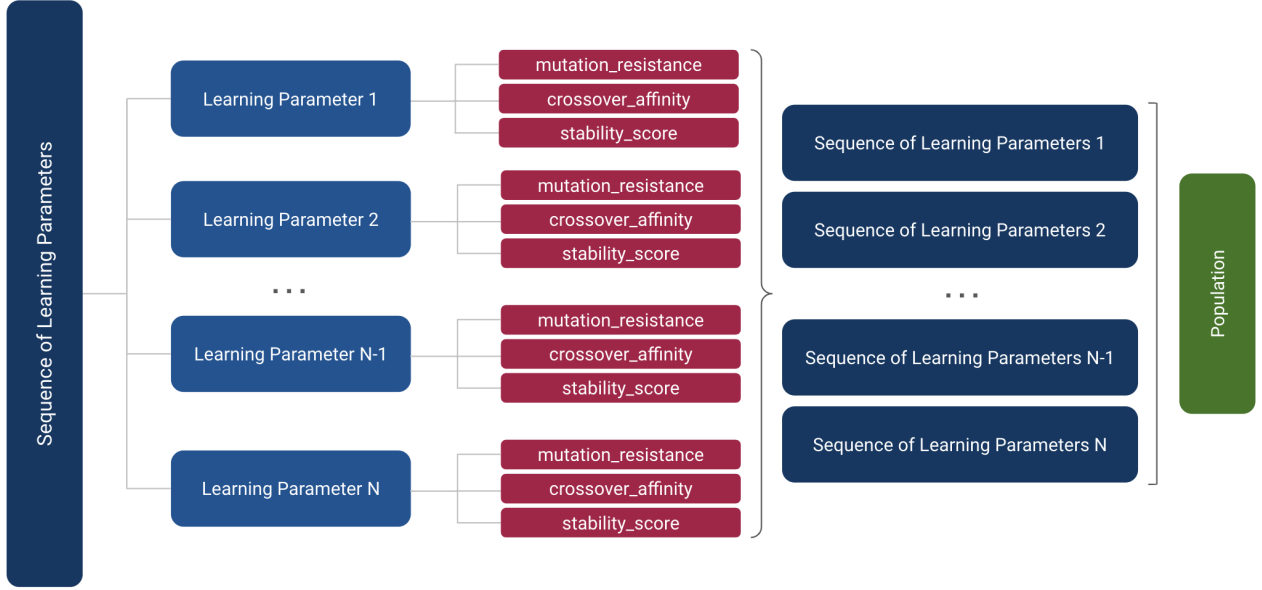 Sequence of Learning Parameters
Learning Parameter 1
mutation_resistance
crossover_affinity
stability_score
Learning Parameter 2
mutation_resistance
crossover_affinity
stability_score
...
Learning Parameter N-1
mutation_resistance
crossover_affinity
stability_score
Learning Parameter N
mutation_resistance
crossover_affinity
stability_score
Sequence of Learning Parameters 1
Sequence of Learning Parameters 2
...
Sequence of Learning Parameters N-1
Sequence of Learning Parameters N
Population